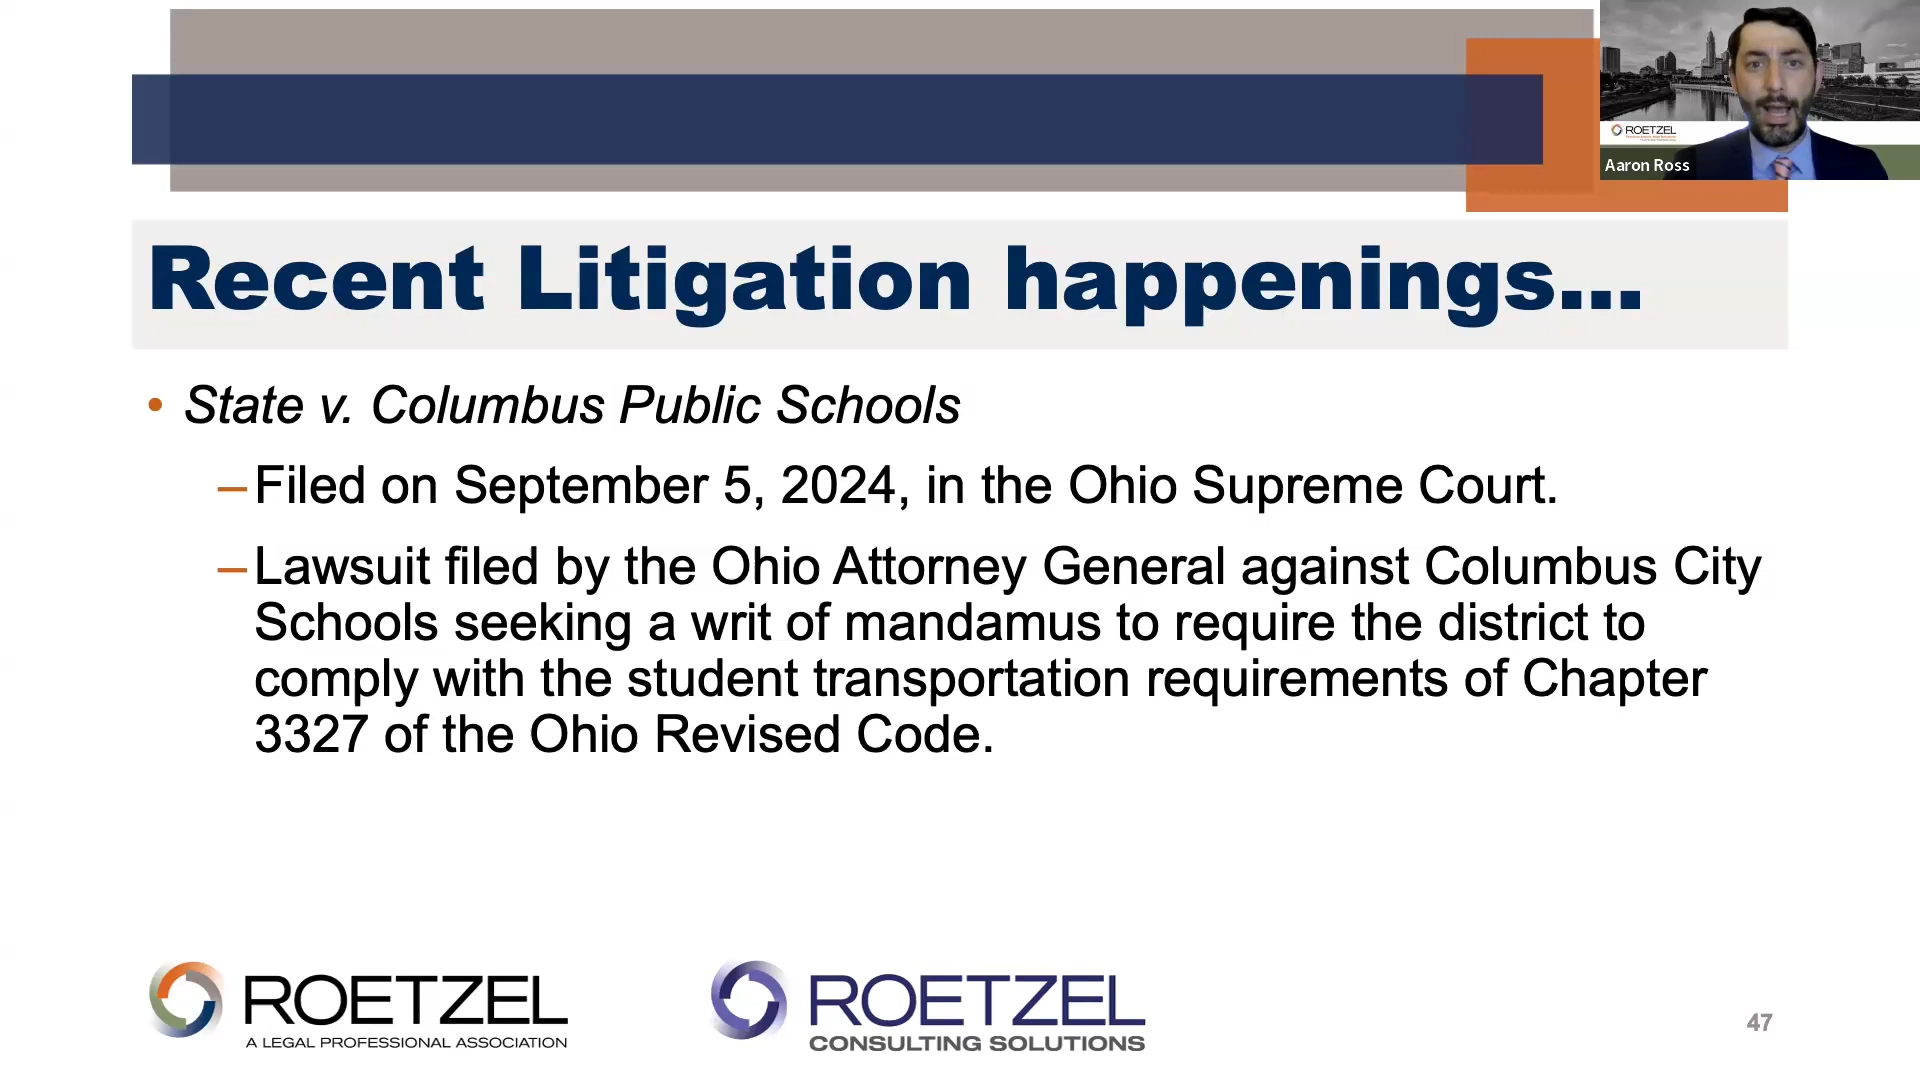 ROETZEL
Aaron Ross
Recent Litigation happenings...
• State v. Columbus Public Schools
– Filed on September 5, 2024, in the Ohio Supreme Court.
– Lawsuit filed by the Ohio Attorney General against Columbus City
Schools seeking a writ of mandamus to require the district to
comply with the student transportation requirements of Chapter
3327 of the Ohio Revised Code.
ROETZEL
A LEGAL PROFESSIONAL ASSOCIATION
ROETZEL
CONSULTING SOLUTIONS
47